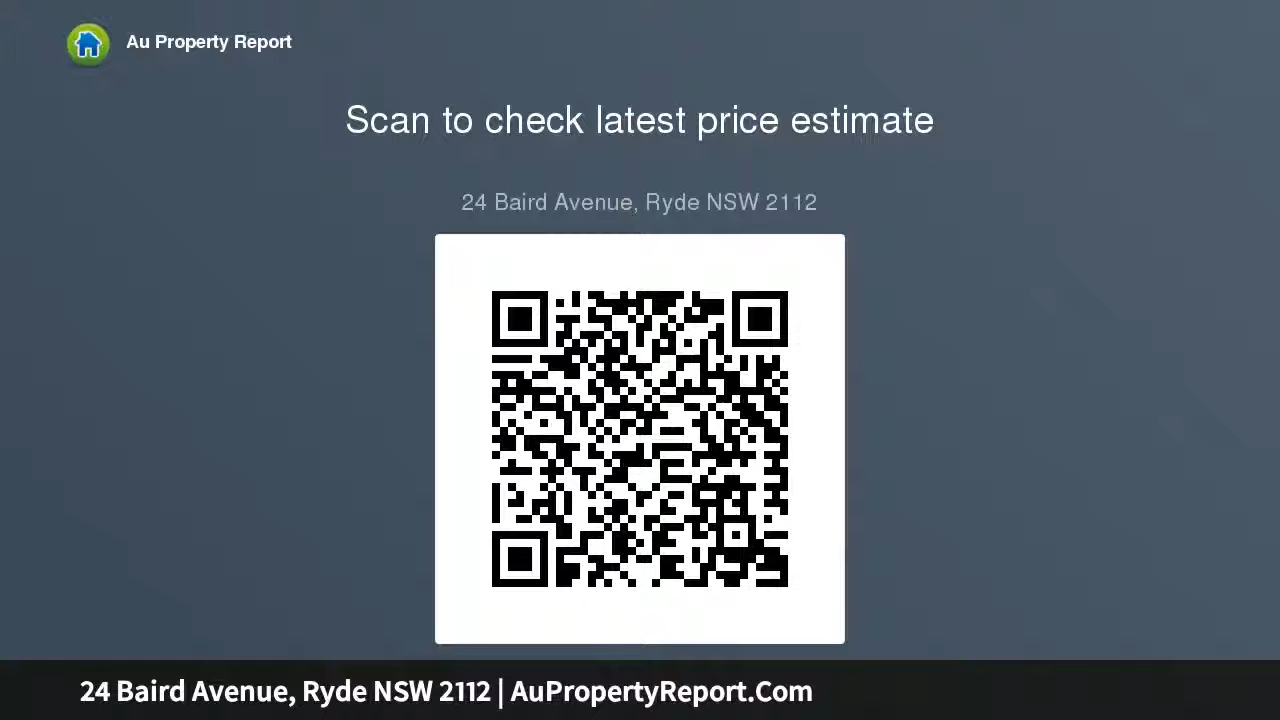 Au Property Report
Scan to check latest price estimate
24 Baird Avenue, Ryde NSW 2112
24 Baird Avenue, Ryde NSW 2112 | AuPropertyReport.Com